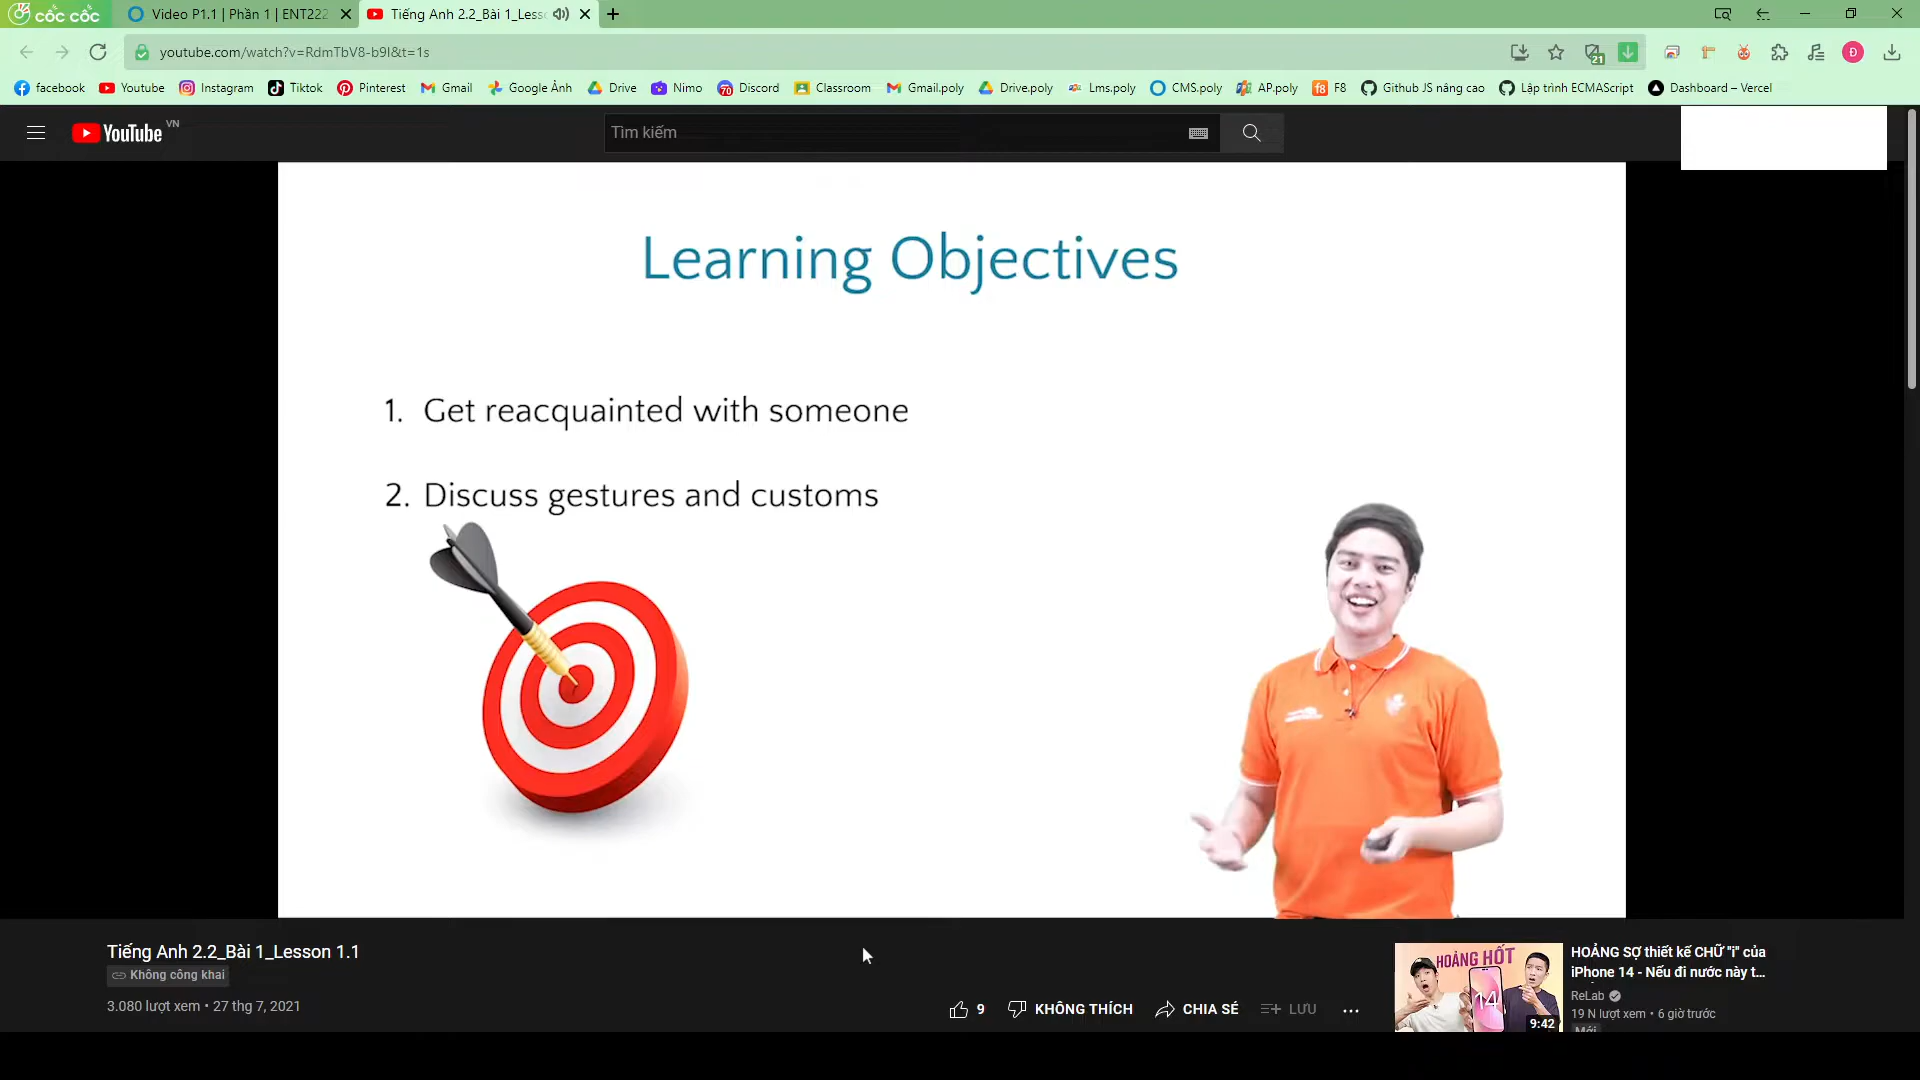 cốc cốc
Video P1.1 | Phần 1 | ENT222
Tiếng Anh 2.2_Bài 1_Less
youtube.com/watch?v=RdmTbV8-b9I&t=1s
21
Đ
facebook
Youtube
Instagram
Tiktok
Pinterest
Gmail
Google Ảnh
Drive
Nimo
70
Discord
Classroom
Gmail.poly
Drive.poly
Lms.poly
CMS.poly
AP.poly
f8
F8
Github JS nâng cao
Lập trình ECMAScript
Dashboard – Vercel
YouTube VN
Tìm kiếm
Learning Objectives
1. Get reacquainted with someone
2. Discuss gestures and customs
Tiếng Anh 2.2_Bài 1_Lesson 1.1
Không công khai
3.080 lượt xem • 27 thg 7, 2021
9
KHÔNG THÍCH
CHIA SẺ
LƯU
HOẢNG HỐT
14
9:42
HOẢNG SỢ thiết kế CHỮ "i" của
iPhone 14 - Nếu đi nước này t...
ReLab
19 N lượt xem • 6 giờ trước
Mới